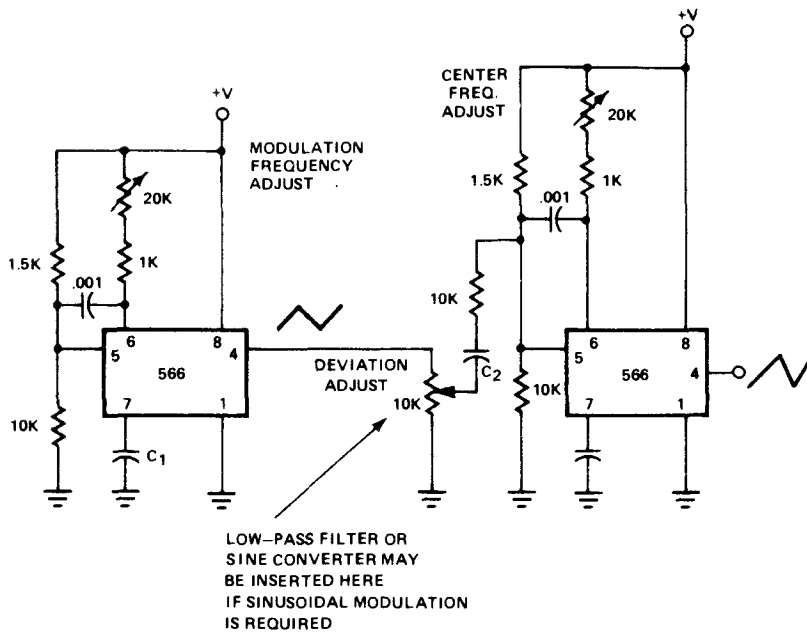 +V
CENTER
FREQ.
ADJUST
20K
+V
MODULATION
FREQUENCY
ADJUST
20K
1.5K
1K
.001
1.5K
1K
.001
10K
6
8
5
4
566
7
1
10K
C1
DEVIATION
ADJUST
10K
C2
6
8
5
4
566
7
1
10K
LOW-PASS FILTER OR
SINE CONVERTER MAY
BE INSERTED HERE
IF SINUSOIDAL MODULATION
IS REQUIRED